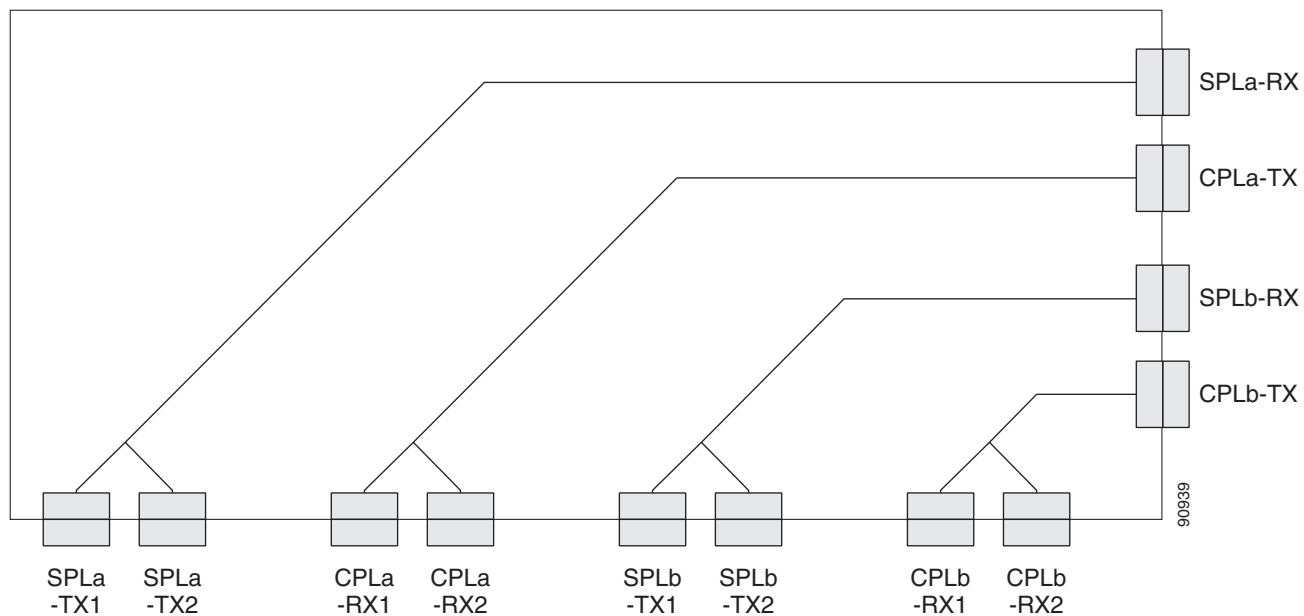 SPLa-RX
CPLa-TX
SPLb-RX
CPLb-TX
90939
SPLa
-TX1
SPLa
-TX2
CPLa
-RX1
CPLa
-RX2
SPLb
-TX1
SPLb
-TX2
CPLb
-RX1
CPLb
-RX2